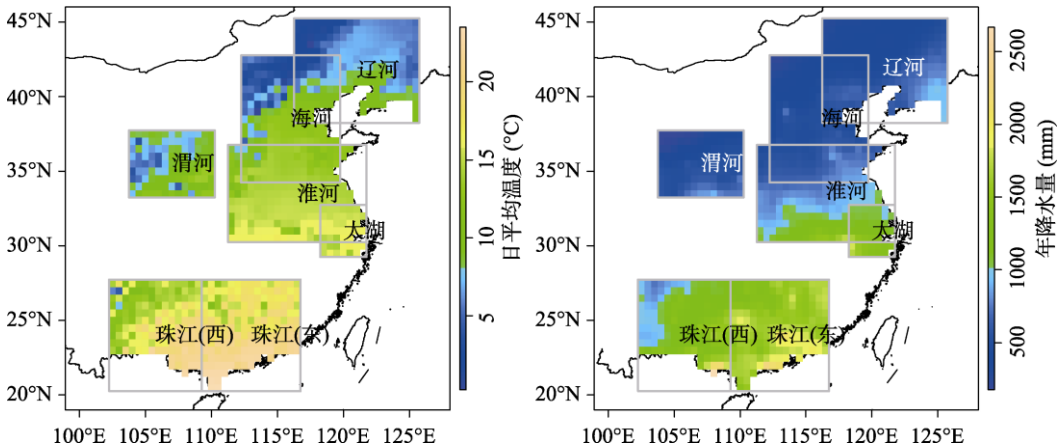 45°N
40°N
35°N
30°N
25°N
20°N
100°E
105°E
110°E
115°E
120°E
125°E
辽河
海河
渭河
淮河
太湖
珠江(西)
珠江(东)
20
15
10
5
日平均温度 (°C)
45°N
40°N
35°N
30°N
25°N
20°N
100°E
105°E
110°E
115°E
120°E
125°E
辽河
海河
渭河
淮河
太湖
珠江(西)
珠江(东)
2500
2000
1500
1000
500
年降水量 (mm)